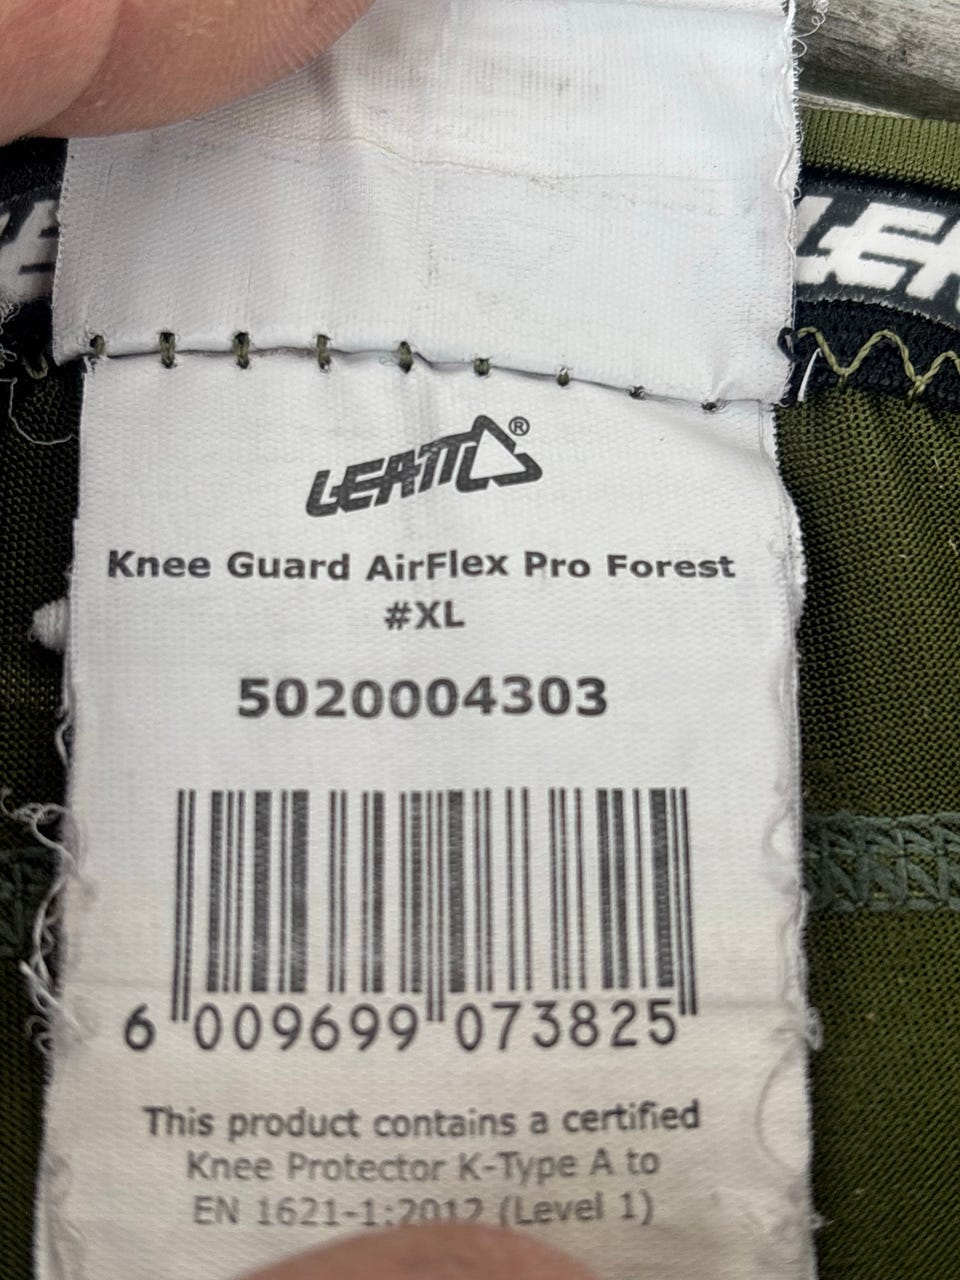 LEATT®
Knee Guard AirFlex Pro Forest
#XL
5020004303
6 009699 073825
This product contains a certified
Knee Protector K-Type A to
EN 1621-1:2012 (Level 1)